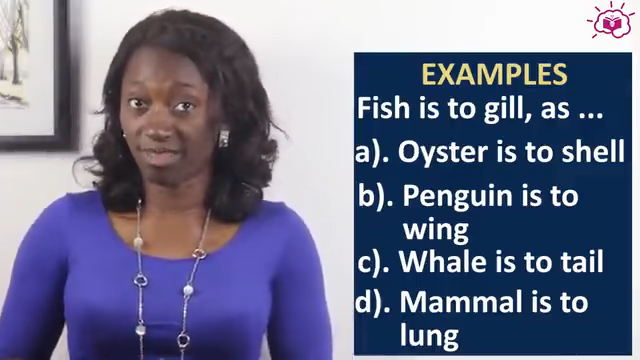 EXAMPLES
Fish is to gill, as ...
a). Oyster is to shell
b). Penguin is to
wing
c). Whale is to tail
d). Mammal is to
lung